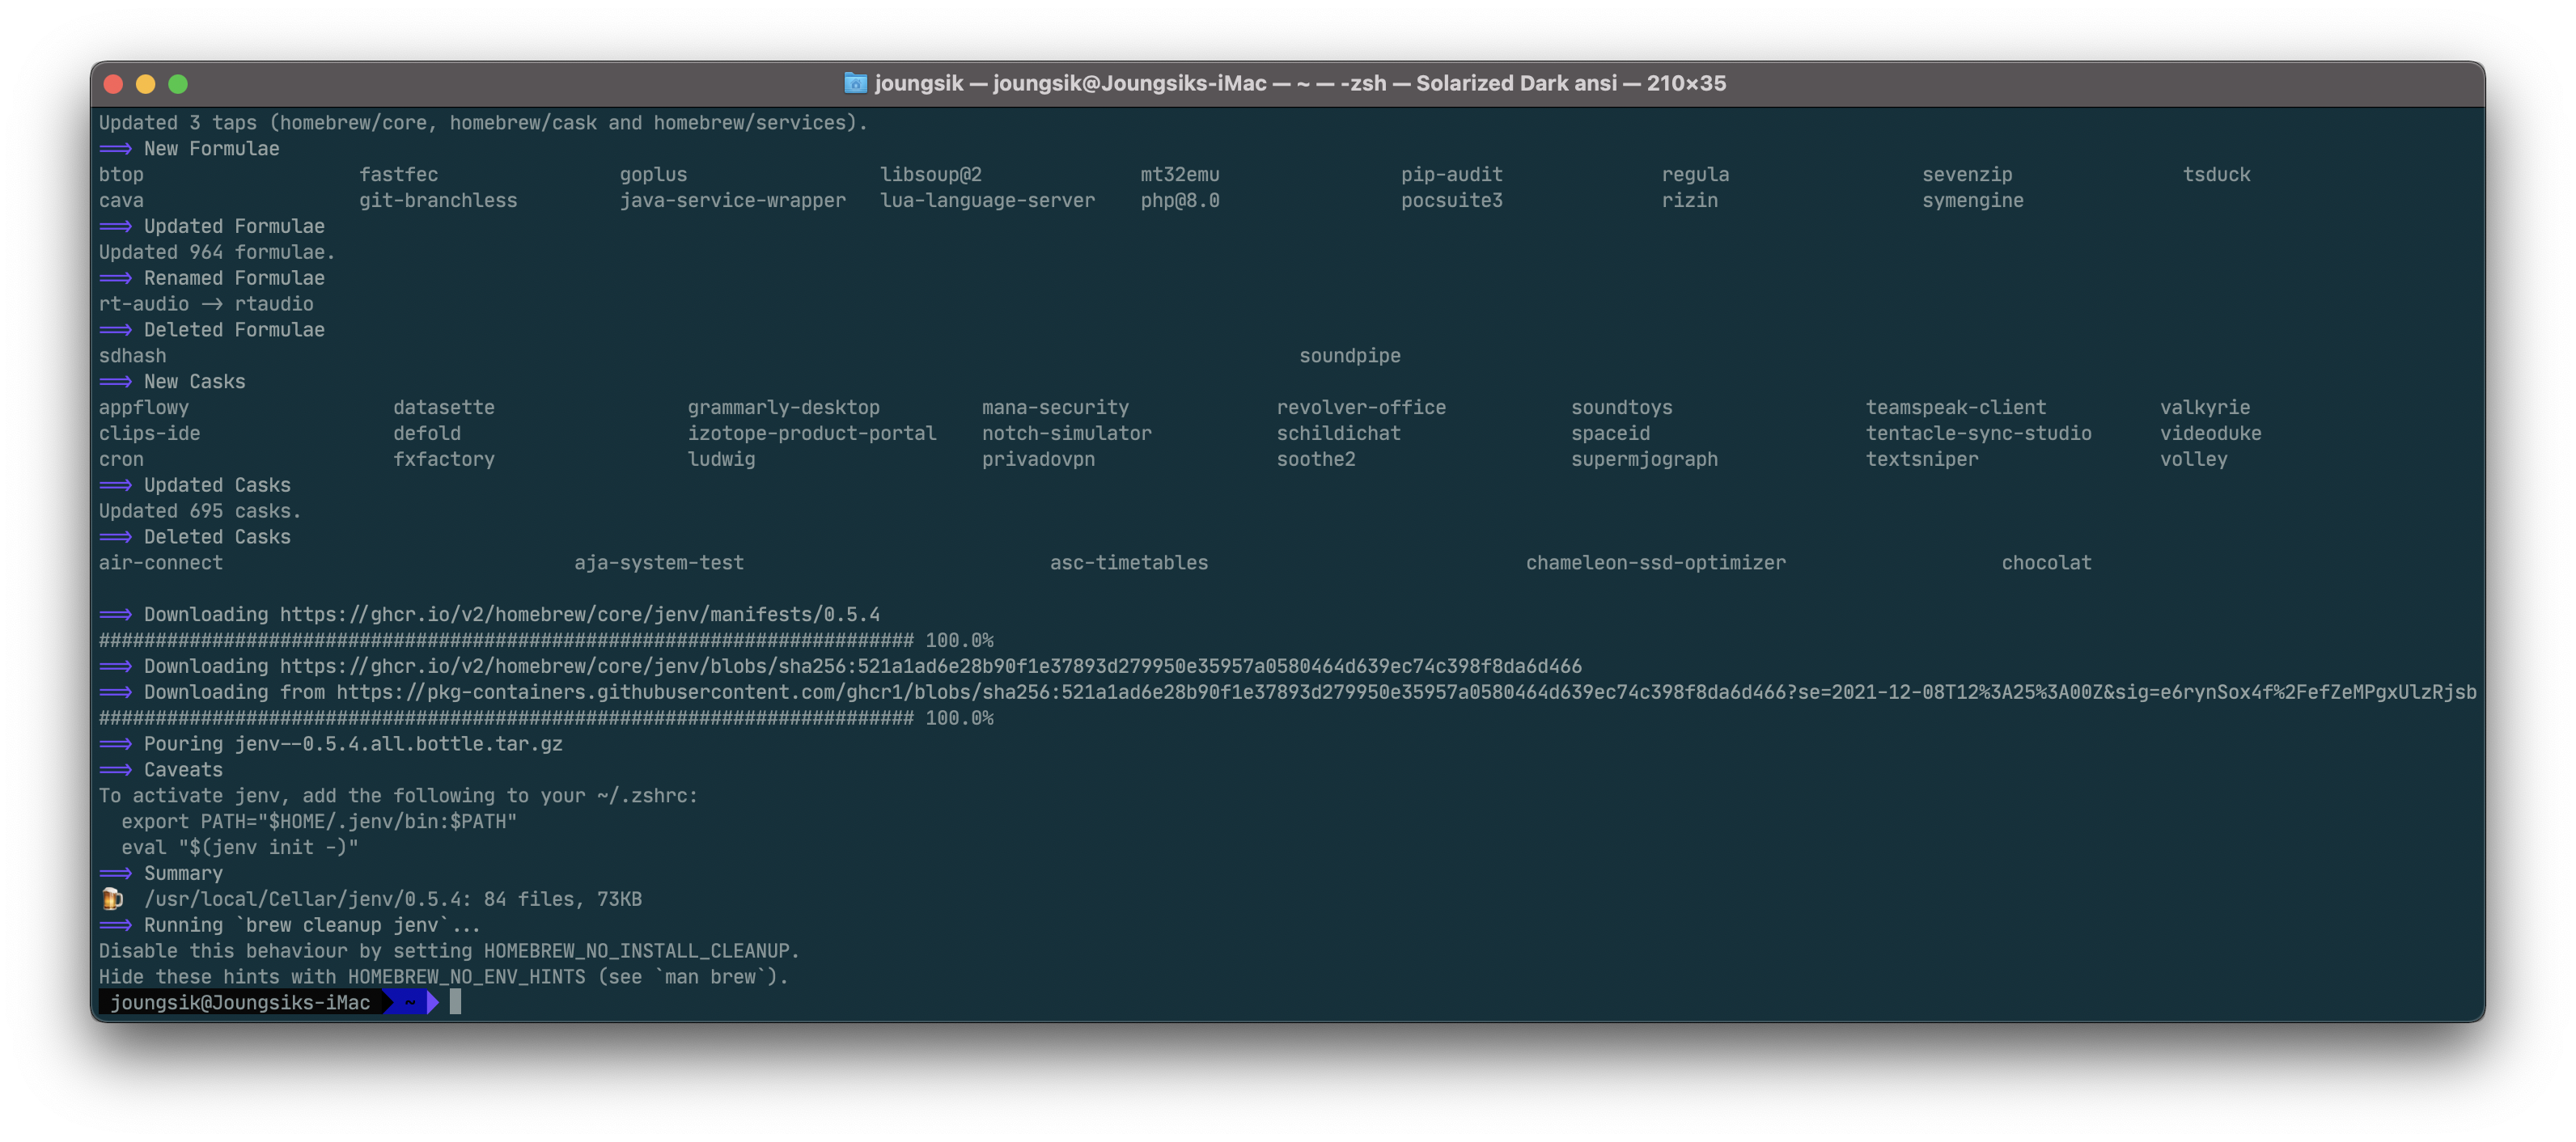 joungsik — joungsik@Joungsiks-iMac — ~ — -zsh — Solarized Dark ansi — 210×35
Updated 3 taps (homebrew/core, homebrew/cask and homebrew/services).
==> New Formulae
btop fastfec goplus libsoup@2 mt32emu pip-audit regula sevenzip tsduck
cava git-branchless java-service-wrapper lua-language-server php@8.0 pocsuite3 rizin symengine
==> Updated Formulae
Updated 964 formulae.
==> Renamed Formulae
rt-audio -> rtaudio
==> Deleted Formulae
sdhash soundpipe
==> New Casks
appflowy datasette grammarly-desktop mana-security revolver-office soundtoys teamspeak-client valkyrie
clips-ide defold izotope-product-portal notch-simulator schildichat spaceid tentacle-sync-studio videoduke
cron fxfactory ludwig privadovpn soothe2 supermjograph textsniper volley
==> Updated Casks
Updated 695 casks.
==> Deleted Casks
air-connect aja-system-test asc-timetables chameleon-ssd-optimizer chocolat
==> Downloading https://ghcr.io/v2/homebrew/core/jenv/manifests/0.5.4
######################################################################## 100.0%
==> Downloading https://ghcr.io/v2/homebrew/core/jenv/blobs/sha256:521a1ad6e28b90f1e37893d279950e35957a0580464d639ec74c398f8da6d466
==> Downloading from https://pkg-containers.githubusercontent.com/ghcr1/blobs/sha256:521a1ad6e28b90f1e37893d279950e35957a0580464d639ec74c398f8da6d466?se=2021-12-08T12%3A25%3A00Z&sig=e6rynSox4f%2FefZeMPgxUlzRjsb
######################################################################## 100.0%
==> Pouring jenv--0.5.4.all.bottle.tar.gz
==> Caveats
To activate jenv, add the following to your ~/.zshrc:
export PATH="$HOME/.jenv/bin:$PATH"
eval "$(jenv init -)"
==> Summary
🍺 /usr/local/Cellar/jenv/0.5.4: 84 files, 73KB
==> Running `brew cleanup jenv`...
Disable this behaviour by setting HOMEBREW_NO_INSTALL_CLEANUP.
Hide these hints with HOMEBREW_NO_ENV_HINTS (see `man brew`).
joungsik@Joungsiks-iMac ~